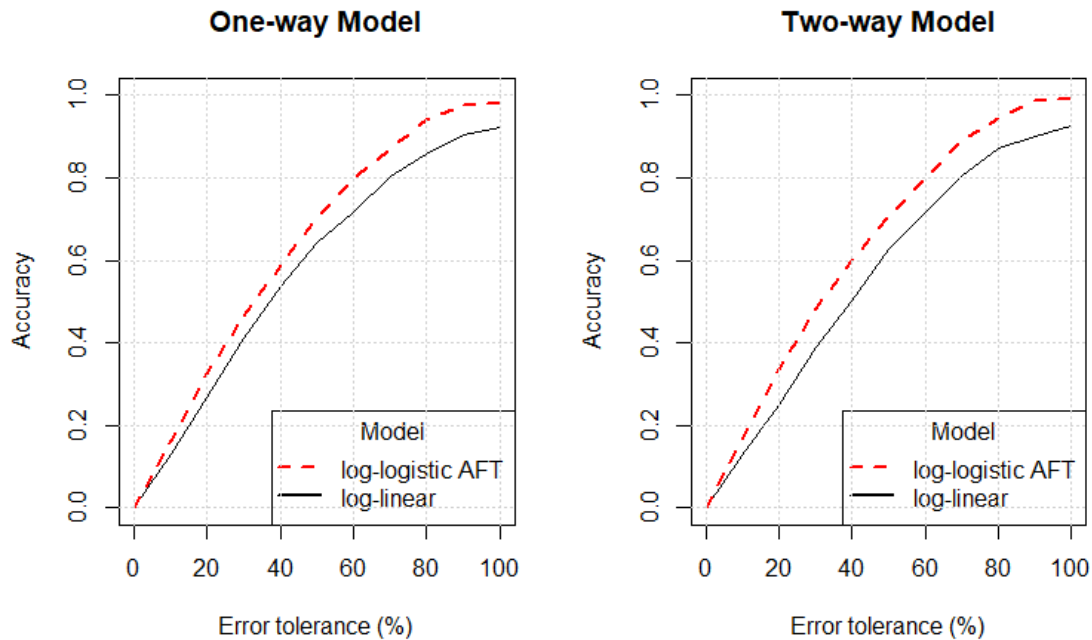 One-way Model
Accuracy
0.0 0.2 0.4 0.6 0.8 1.0
Model
log-logistic AFT
log-linear
0 20 40 60 80 100
Error tolerance (%)
Two-way Model
Accuracy
0.0 0.2 0.4 0.6 0.8 1.0
Model
log-logistic AFT
log-linear
0 20 40 60 80 100
Error tolerance (%)